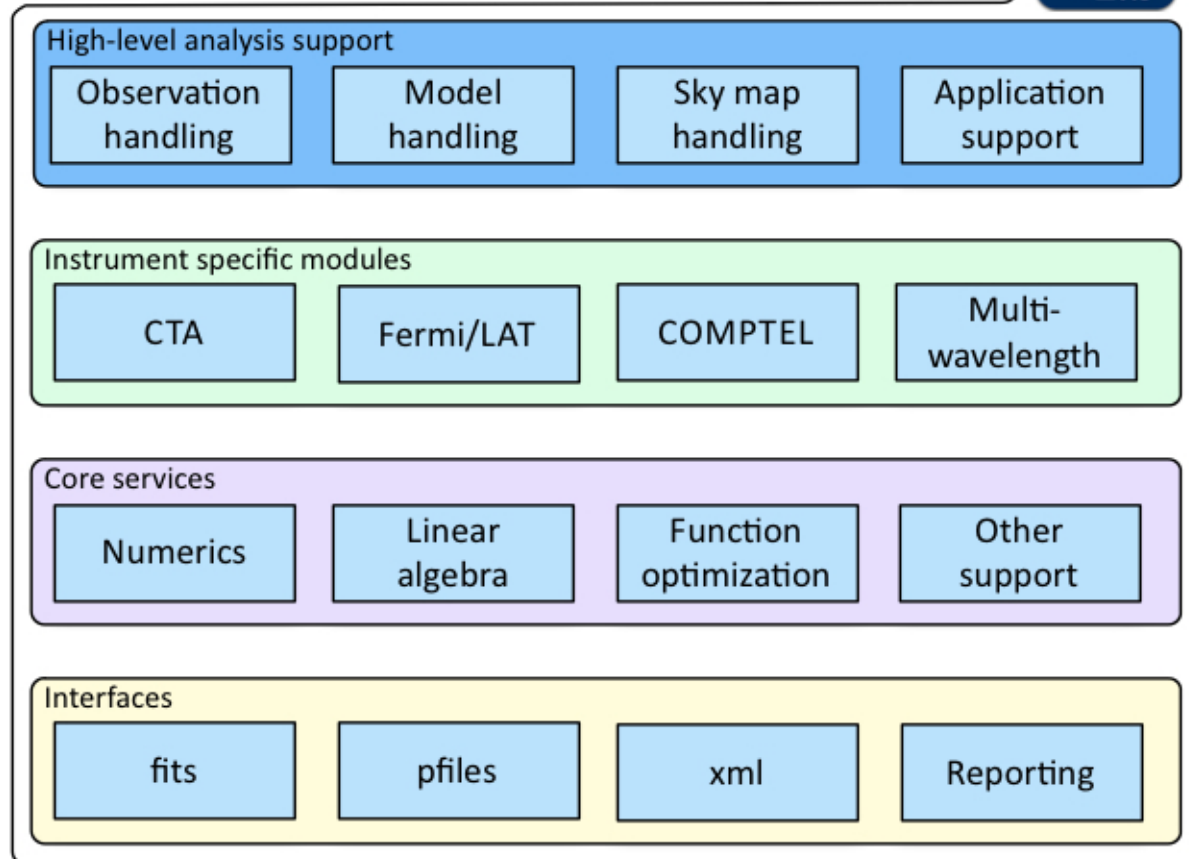 High-level analysis support
Observation
handling
Model
handling
Sky map
handling
Application
support
Instrument specific modules
CTA
Fermi/LAT
COMPTEL
Multi-
wavelength
Core services
Numerics
Linear
algebra
Function
optimization
Other
support
Interfaces
fits
pfiles
xml
Reporting